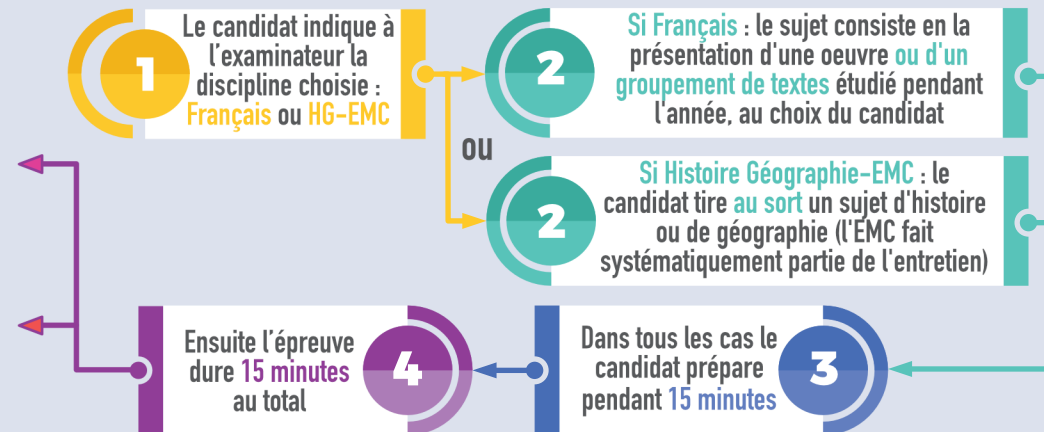 1
Le candidat indique à
l'examinateur la
discipline choisie :
Français ou HG-EMC
ou
2
Si Français : le sujet consiste en la
présentation d'une oeuvre ou d'un
groupement de textes étudié pendant
l'année, au choix du candidat
2
Si Histoire Géographie-EMC : le
candidat tire au sort un sujet d'histoire
ou de géographie (l'EMC fait
systématiquement partie de l'entretien)
Dans tous les cas le
candidat prépare
pendant 15 minutes
3
Ensuite l'épreuve
dure 15 minutes
au total
4